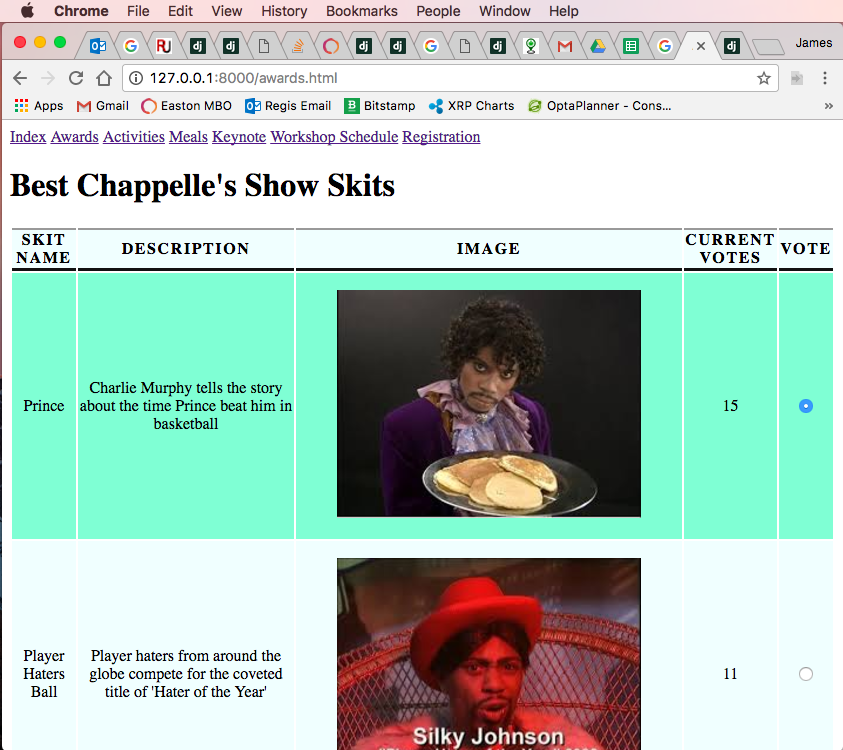 Chrome File Edit View History Bookmarks People Window Help
James
127.0.0.1:8000/awards.html
Apps Gmail Easton MBO Regis Email Bitstamp XRP Charts OptaPlanner - Cons... »
Index Awards Activities Meals Keynote Workshop Schedule Registration
Best Chappelle's Show Skits
SKIT
NAME
DESCRIPTION
IMAGE
CURRENT
VOTES
VOTE
Prince
Charlie Murphy tells the story
about the time Prince beat him in
basketball
15
Player
Haters
Ball
Player haters from around the
globe compete for the coveted
title of 'Hater of the Year'
Silky Johnson
11